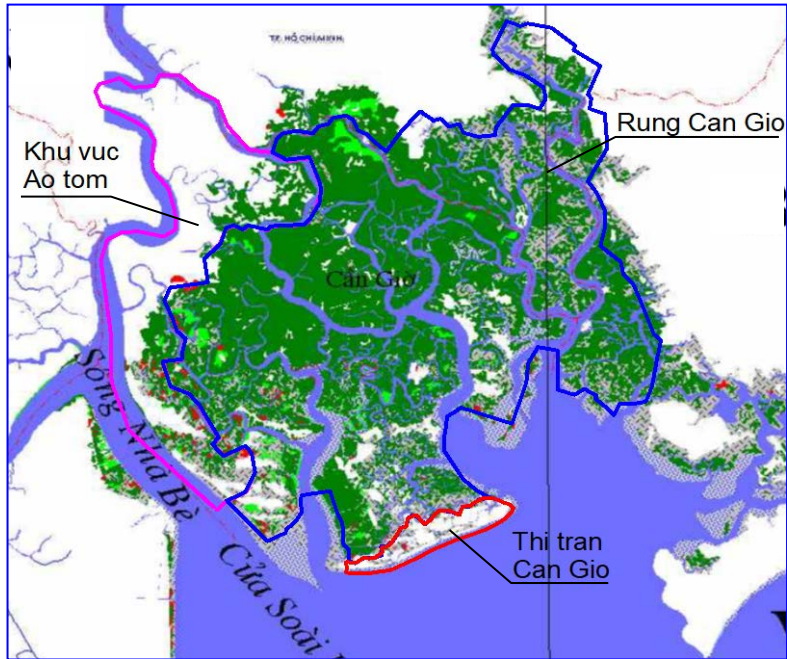 TP. HỒ CHÍ MINH
Rung Can Gio
Khu vuc
Ao tom
Cần Giờ
Sông Nhà Bè
Cửa Soài
Thi tran
Can Gio